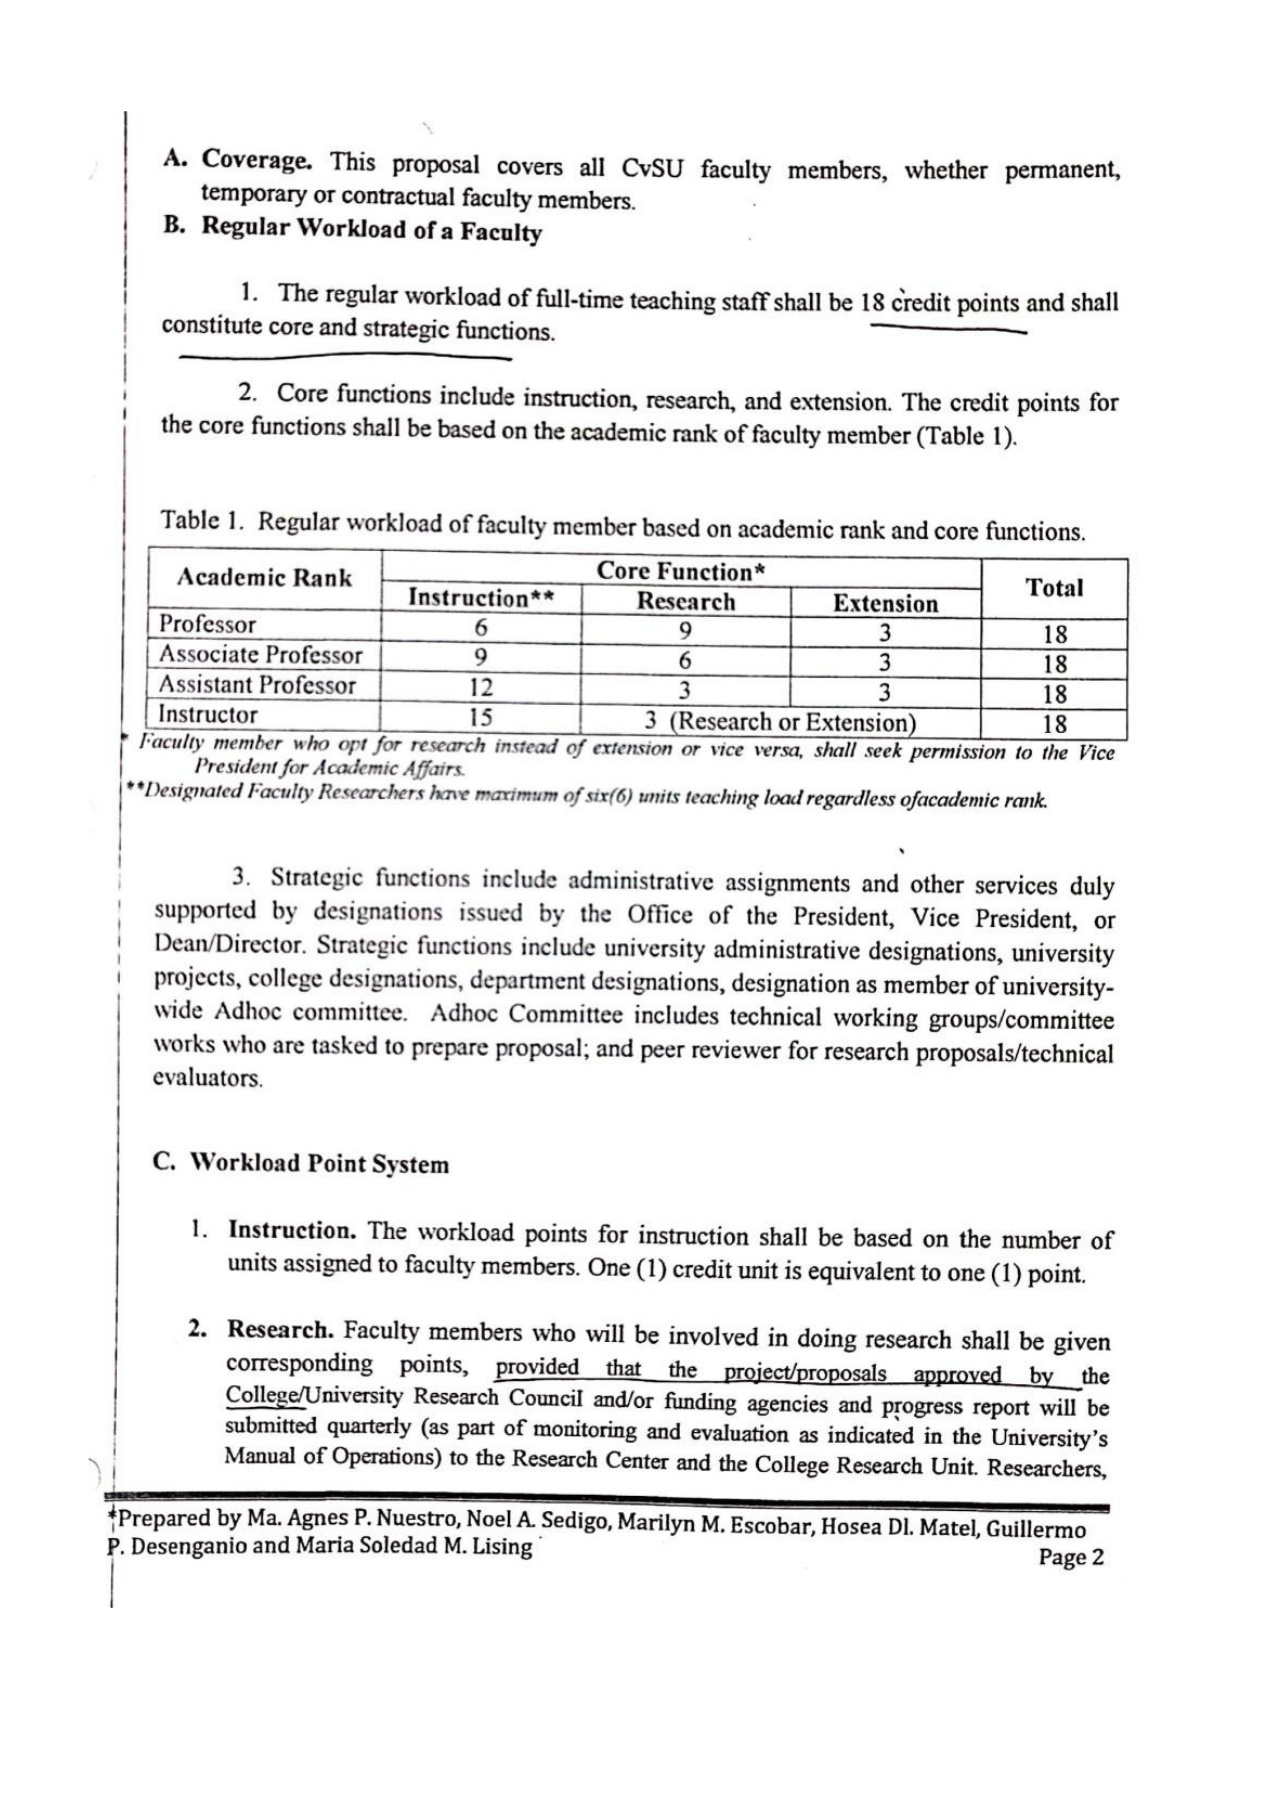 A. Coverage. This proposal covers all CvSU faculty members, whether permanent,
temporary or contractual faculty members.
B. Regular Workload of a Faculty
1. The regular workload of full-time teaching staff shall be 18 credit points and shall
constitute core and strategic functions.
2. Core functions include instruction, research, and extension. The credit points for
the core functions shall be based on the academic rank of faculty member (Table 1).
Table 1. Regular workload of faculty member based on academic rank and core functions.
Academic Rank Core Function* Total
Instruction** Research Extension
Professor 6 9 3 18
Associate Professor 9 6 3 18
Assistant Professor 12 3 3 18
Instructor 15 3 (Research or Extension) 18
* Faculty member who opt for research instead of extension or vice versa, shall seek permission to the Vice
President for Academic Affairs.
**Designated Faculty Researchers have maximum of six(6) units teaching load regardless ofacademic rank.
3. Strategic functions include administrative assignments and other services duly
supported by designations issued by the Office of the President, Vice President, or
Dean/Director. Strategic functions include university administrative designations, university
projects, college designations, department designations, designation as member of university-
wide Adhoc committee. Adhoc Committee includes technical working groups/committee
works who are tasked to prepare proposal; and peer reviewer for research proposals/technical
evaluators.
C. Workload Point System
1. Instruction. The workload points for instruction shall be based on the number of
units assigned to faculty members. One (1) credit unit is equivalent to one (1) point.
2. Research. Faculty members who will be involved in doing research shall be given
corresponding points, provided that the project/proposals approved by the
College/University Research Council and/or funding agencies and progress report will be
submitted quarterly (as part of monitoring and evaluation as indicated in the University's
Manual of Operations) to the Research Center and the College Research Unit. Researchers,
*Prepared by Ma. Agnes P. Nuestro, Noel A. Sedigo, Marilyn M. Escobar, Hosea Dl. Matel, Guillermo
P. Desenganio and Maria Soledad M. Lising
Page 2